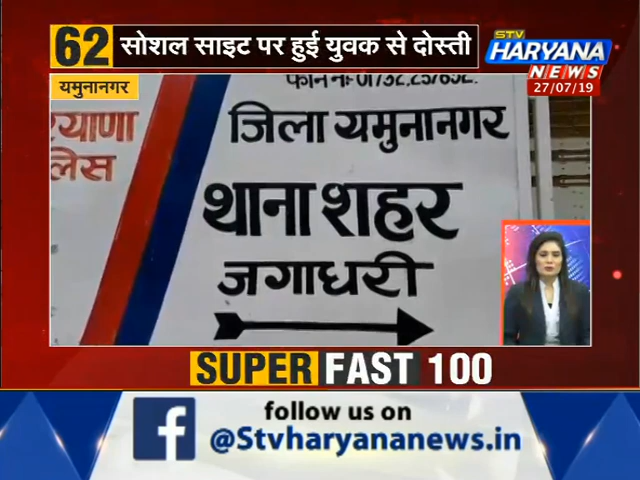 62 सोशल साइट पर हुई युवक से दोस्ती
STV
HARYANA
NEWS
27/07/19
यमुनानगर
जिला यमुनानगर
याणा
लिस
थाना शहर
जगाधरी
SUPER FAST 100
follow us on
@Stvharyananews.in